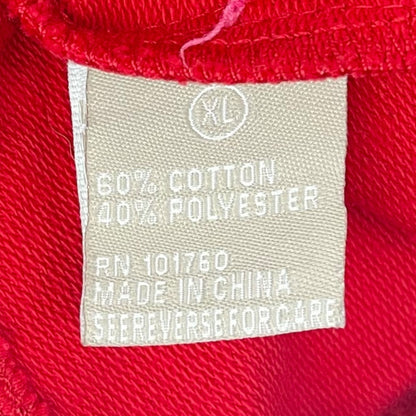 XL
60% COTTON
40% POLYESTER
RN 101760
MADE IN CHINA
SEE REVERSE FOR CARE